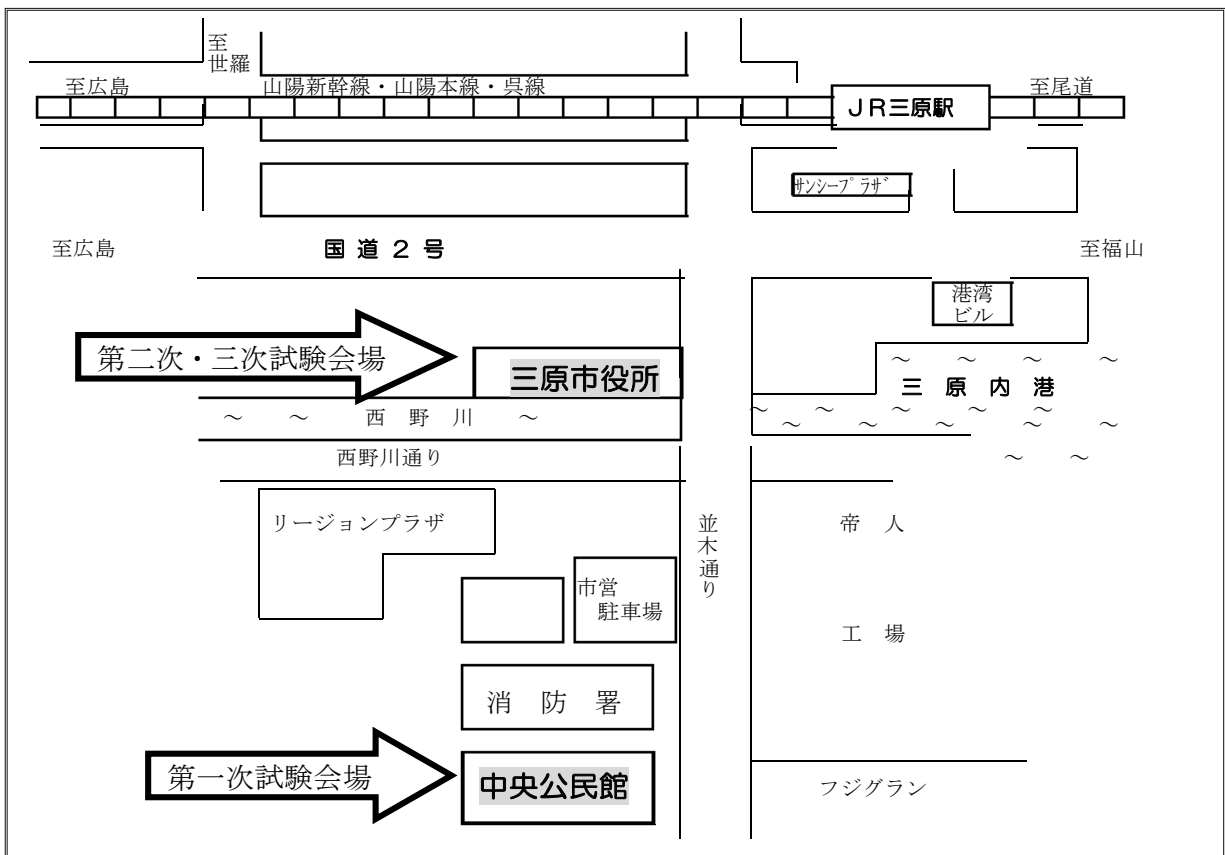 至
世羅
至広島
山陽新幹線・山陽本線・呉線
至尾道
JR三原駅
サンシープラザ
至広島
国道2号
至福山
港湾
ビル
第二次・三次試験会場
三原市役所
三原内港
～ ～ 西野川 ～
西野川通り
リージョンプラザ
並木通り
帝人
市営
駐車場
工場
消防署
第一次試験会場
中央公民館
フジグラン